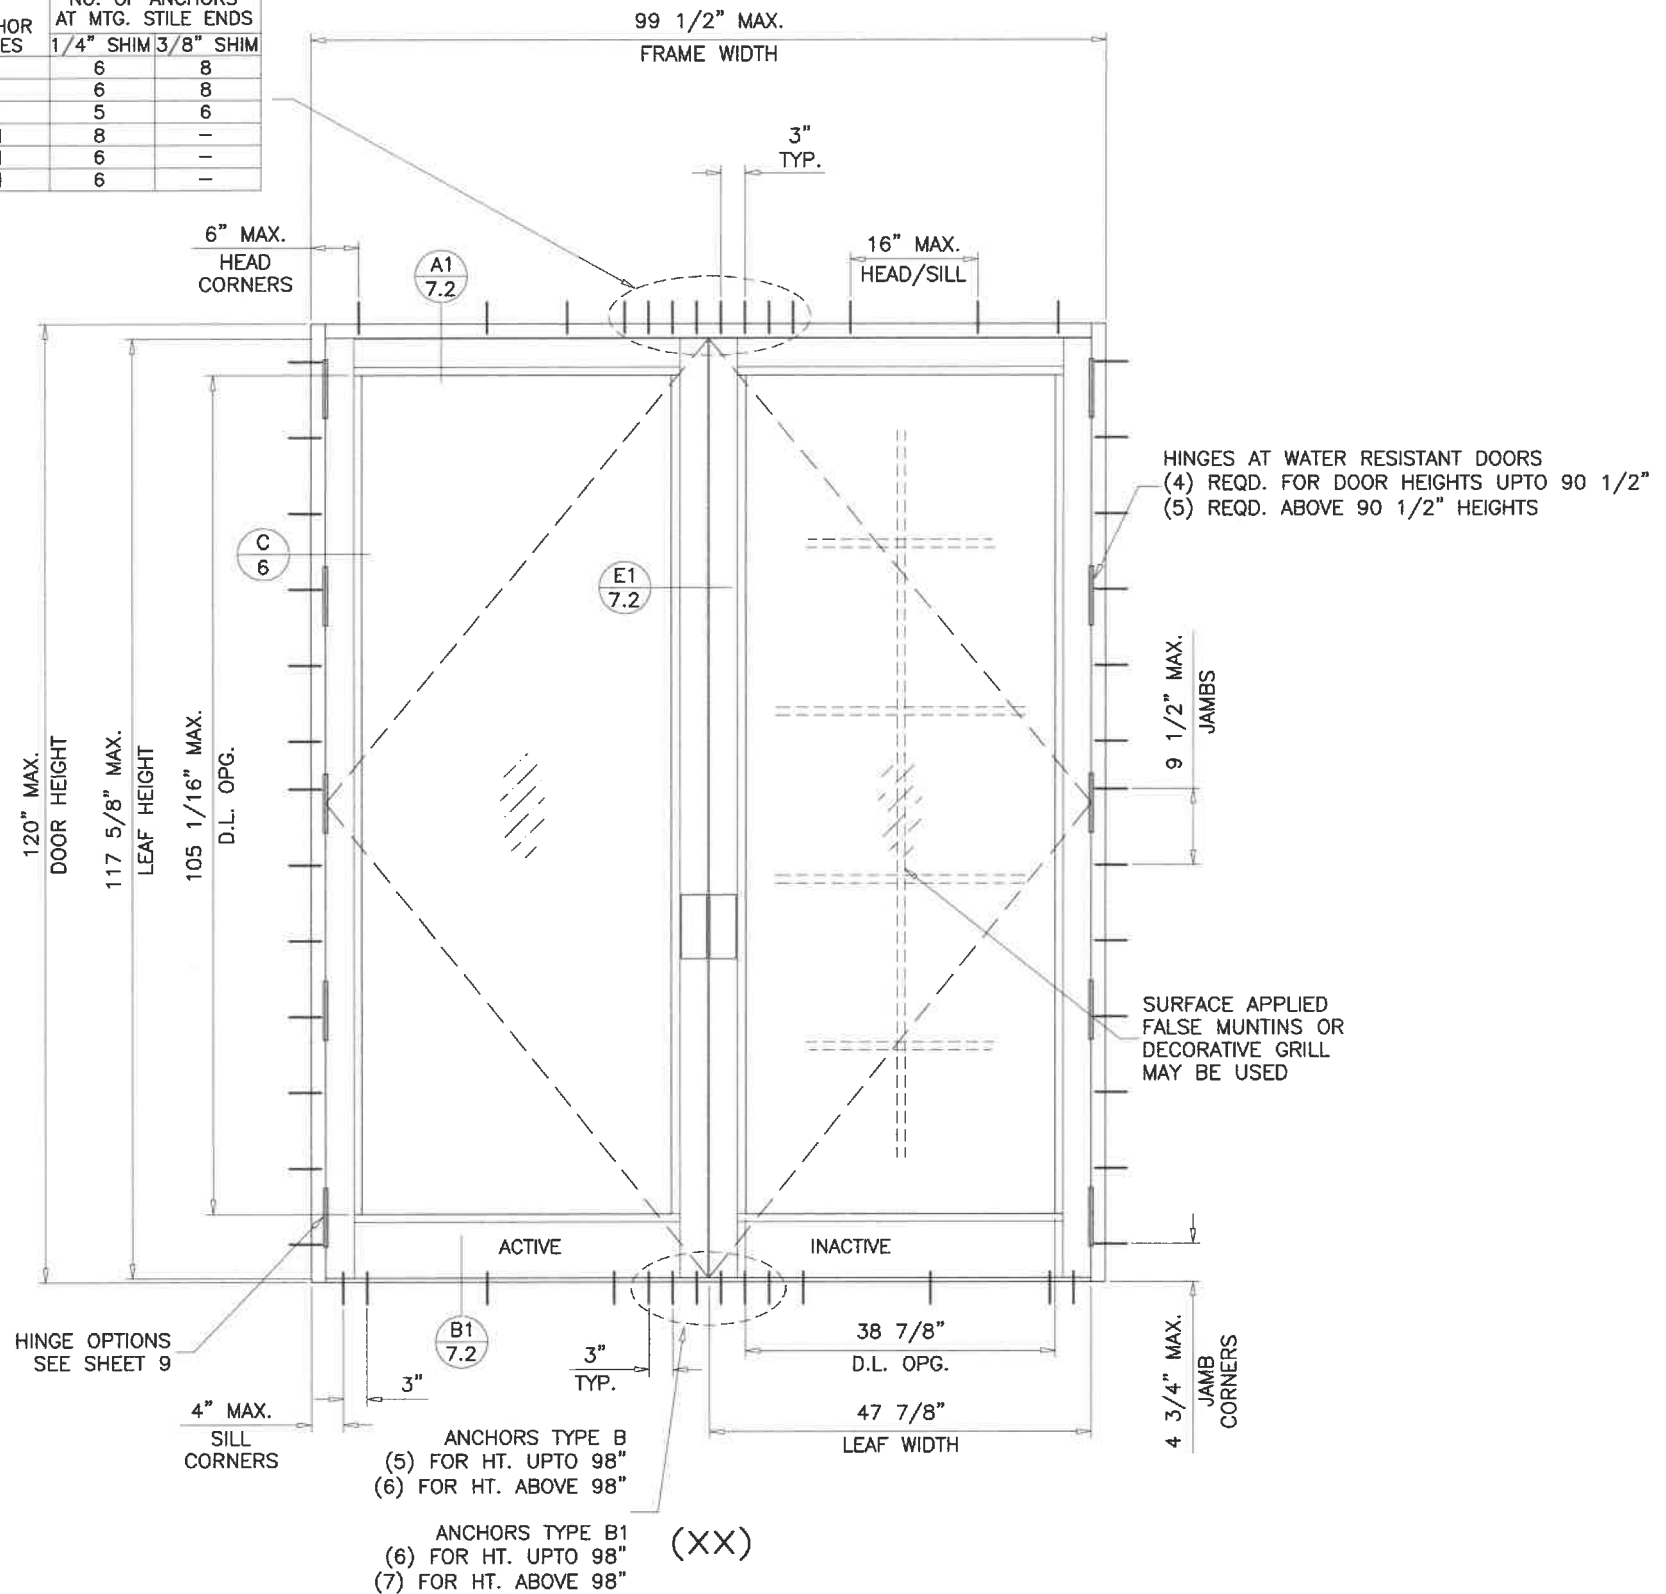 NO. OF ANCHORS
AT MTG. STILE ENDS
1/4" SHIM 3/8" SHIM
6 8
6 8
5 6
8 –
6 –
6 –
99 1/2" MAX.
FRAME WIDTH
3"
TYP.
6" MAX.
HEAD
CORNERS
A1
7.2
16" MAX.
HEAD/SILL
HINGES AT WATER RESISTANT DOORS
(4) REQD. FOR DOOR HEIGHTS UPTO 90 1/2"
(5) REQD. ABOVE 90 1/2" HEIGHTS
C
6
E1
7.2
120" MAX.
DOOR HEIGHT
117 5/8" MAX.
LEAF HEIGHT
105 1/16" MAX.
D.L. OPG.
9 1/2" MAX.
JAMBS
SURFACE APPLIED
FALSE MUNTINS OR
DECORATIVE GRILL
MAY BE USED
ACTIVE
INACTIVE
HINGE OPTIONS
SEE SHEET 9
B1
7.2
3"
TYP.
38 7/8"
D.L. OPG.
4 3/4" MAX.
JAMB
CORNERS
3"
4" MAX.
SILL
CORNERS
47 7/8"
LEAF WIDTH
ANCHORS TYPE B
(5) FOR HT. UPTO 98"
(6) FOR HT. ABOVE 98"
ANCHORS TYPE B1
(6) FOR HT. UPTO 98"
(7) FOR HT. ABOVE 98"
(XX)